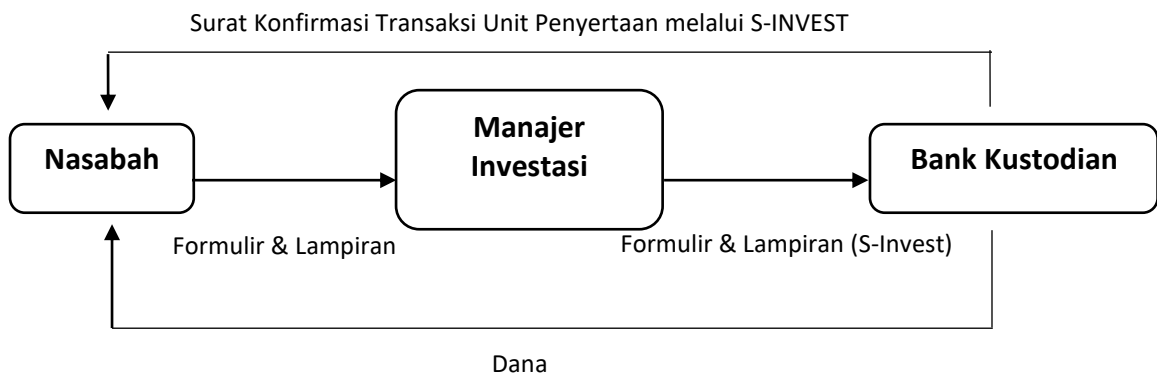 Surat Konfirmasi Transaksi Unit Penyertaan melalui S-INVEST
Nasabah
Manajer
Investasi
Bank Kustodian
Formulir & Lampiran
Formulir & Lampiran (S-Invest)
Dana